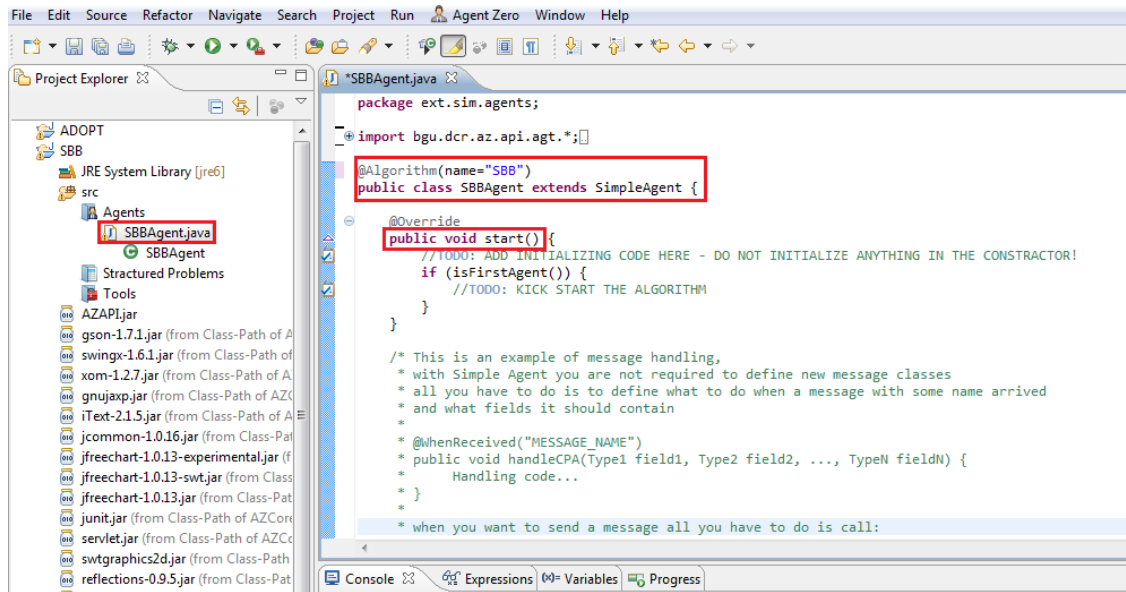 File Edit Source Refactor Navigate Search Project Run Agent Zero Window Help
Project Explorer
ADOPT
SBB
JRE System Library [jre6]
src
Agents
SBBAgent.java
SBBAgent
Stractured Problems
Tools
AZAPI.jar
gson-1.7.1.jar (from Class-Path of A
swingx-1.6.1.jar (from Class-Path of
xom-1.2.7.jar (from Class-Path of A
gnujaxp.jar (from Class-Path of AZC
iText-2.1.5.jar (from Class-Path of A
jcommon-1.0.16.jar (from Class-Pat
jfreechart-1.0.13-experimental.jar (f
jfreechart-1.0.13-swt.jar (from Class
jfreechart-1.0.13.jar (from Class-Pat
junit.jar (from Class-Path of AZCore
servlet.jar (from Class-Path of AZCo
swtgraphics2d.jar (from Class-Path
reflections-0.9.5.jar (from Class-Pat
*SBBAgent.java
package ext.sim.agents;
import bgu.dcr.az.api.agt.*;
@Algorithm(name="SBB")
public class SBBAgent extends SimpleAgent {
@Override
public void start() {
//TODO: ADD INITIALIZING CODE HERE - DO NOT INITIALIZE ANYTHING IN THE CONSTRACTOR!
if (isFirstAgent()) {
//TODO: KICK START THE ALGORITHM
}
}
/* This is an example of message handling,
* with Simple Agent you are not required to define new message classes
* all you have to do is to define what to do when a message with some name arrived
* and what fields it should contain
*
* @WhenReceived("MESSAGE_NAME")
* public void handleCPA(Type1 field1, Type2 field2, ..., TypeN fieldN) {
* Handling code...
* }
*
* when you want to send a message all you have to do is call:
Console Expressions Variables Progress